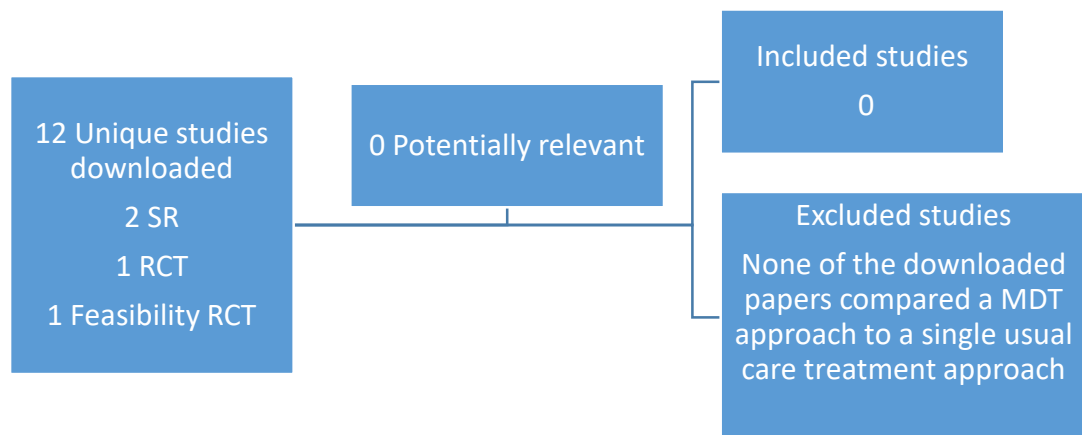 12 Unique studies
downloaded
2 SR
1 RCT
1 Feasibility RCT
0 Potentially relevant
Included studies
0
Excluded studies
None of the downloaded
papers compared a MDT
approach to a single usual
care treatment approach